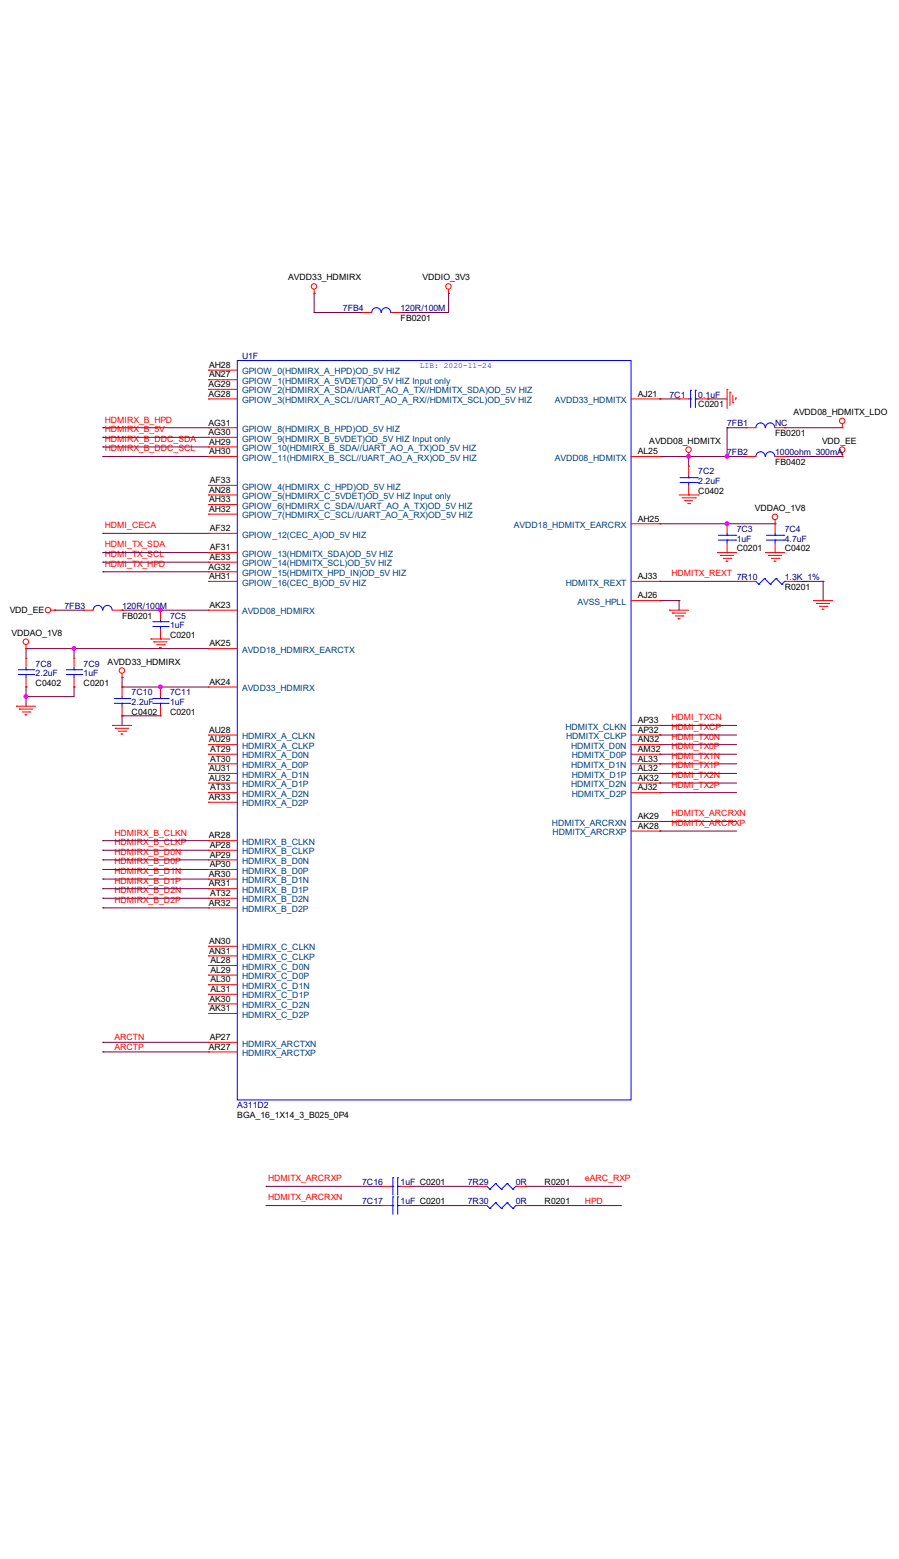 AVDD33_HDMIRX
VDDIO_3V3
7FB4
120R/100M
FB0201
U1F
LIB: 2020-11-24
AH28 GPIOW_0(HDMIRX_A_HPD)OD_5V HIZ
AN27 GPIOW_1(HDMIRX_A_5VDET)OD_5V HIZ Input only
AG29 GPIOW_2(HDMIRX_A_SDA//UART_AO_A_TX//HDMITX_SDA)OD_5V HIZ
AG28 GPIOW_3(HDMIRX_A_SCL//UART_AO_A_RX//HDMITX_SCL)OD_5V HIZ
HDMIRX_B_HPD AG31 GPIOW_8(HDMIRX_B_HPD)OD_5V HIZ
HDMIRX_B_5V AG30 GPIOW_9(HDMIRX_B_5VDET)OD_5V HIZ Input only
HDMIRX_B_DDC_SDA AH29 GPIOW_10(HDMIRX_B_SDA//UART_AO_A_TX)OD_5V HIZ
HDMIRX_B_DDC_SCL AH30 GPIOW_11(HDMIRX_B_SCL//UART_AO_A_RX)OD_5V HIZ
AF33 GPIOW_4(HDMIRX_C_HPD)OD_5V HIZ
AN28 GPIOW_5(HDMIRX_C_5VDET)OD_5V HIZ Input only
AH33 GPIOW_6(HDMIRX_C_SDA//UART_AO_A_TX)OD_5V HIZ
AH32 GPIOW_7(HDMIRX_C_SCL//UART_AO_A_RX)OD_5V HIZ
HDMI_CECA AF32 GPIOW_12(CEC_A)OD_5V HIZ
HDMI_TX_SDA AF31 GPIOW_13(HDMITX_SDA)OD_5V HIZ
HDMI_TX_SCL AE33 GPIOW_14(HDMITX_SCL)OD_5V HIZ
HDMI_TX_HPD AG32 GPIOW_15(HDMITX_HPD_IN)OD_5V HIZ
AH31 GPIOW_16(CEC_B)OD_5V HIZ
VDD_EE 7FB3 120R/100M AK23 AVDD08_HDMIRX
FB0201
7C5
1uF
C0201
VDDAO_1V8
AK25 AVDD18_HDMIRX_EARCTX
7C8
2.2uF
C0402
7C9
1uF
C0201
AVDD33_HDMIRX
AK24 AVDD33_HDMIRX
7C10
2.2uF
C0402
7C11
1uF
C0201
AU28 HDMIRX_A_CLKN
AU29 HDMIRX_A_CLKP
AT29 HDMIRX_A_D0N
AT30 HDMIRX_A_D0P
AU31 HDMIRX_A_D1N
AU32 HDMIRX_A_D1P
AT33 HDMIRX_A_D2N
AR33 HDMIRX_A_D2P
HDMIRX_B_CLKN AR28 HDMIRX_B_CLKN
HDMIRX_B_CLKP AP28 HDMIRX_B_CLKP
HDMIRX_B_D0N AP29 HDMIRX_B_D0N
HDMIRX_B_D0P AP30 HDMIRX_B_D0P
HDMIRX_B_D1N AR30 HDMIRX_B_D1N
HDMIRX_B_D1P AR31 HDMIRX_B_D1P
HDMIRX_B_D2N AT32 HDMIRX_B_D2N
HDMIRX_B_D2P AR32 HDMIRX_B_D2P
AN30 HDMIRX_C_CLKN
AN31 HDMIRX_C_CLKP
AL28 HDMIRX_C_D0N
AL29 HDMIRX_C_D0P
AL30 HDMIRX_C_D1N
AL31 HDMIRX_C_D1P
AK30 HDMIRX_C_D2N
AK31 HDMIRX_C_D2P
ARCTN AP27 HDMIRX_ARCTXN
ARCTP AR27 HDMIRX_ARCTXP
AVDD33_HDMITX AJ21 7C1 0.1uF
C0201
AVDD08_HDMITX_LDO
7FB1 NC
FB0201
AVDD08_HDMITX
VDD_EE
AVDD08_HDMITX AL25 7FB2 1000ohm_300mA
FB0402
7C2
2.2uF
C0402
VDDAO_1V8
AVDD18_HDMITX_EARCRX AH25
7C3
1uF
C0201
7C4
4.7uF
C0402
HDMITX_REXT AJ33 HDMITX_REXT 7R10 1.3K_1%
R0201
AVSS_HPLL AJ26
HDMITX_CLKN AP33 HDMI_TXCN
HDMITX_CLKP AP32 HDMI_TXCP
HDMITX_D0N AN32 HDMI_TX0N
HDMITX_D0P AM32 HDMI_TX0P
HDMITX_D1N AL33 HDMI_TX1N
HDMITX_D1P AL32 HDMI_TX1P
HDMITX_D2N AK32 HDMI_TX2N
HDMITX_D2P AJ32 HDMI_TX2P
HDMITX_ARCRXN AK29 HDMITX_ARCRXN
HDMITX_ARCRXP AK28 HDMITX_ARCRXP
A311D2
BGA_16_1X14_3_B025_0P4
HDMITX_ARCRXP 7C16 1uF C0201 7R29 0R R0201 eARC_RXP
HDMITX_ARCRXN 7C17 1uF C0201 7R30 0R R0201 HPD